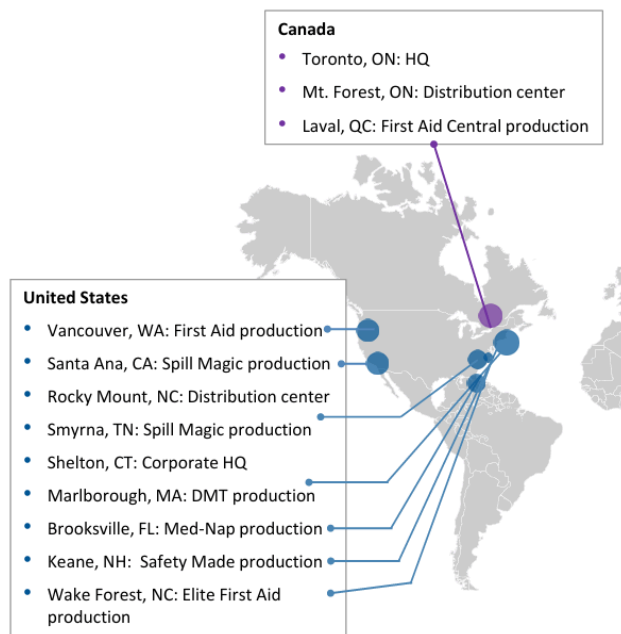 Canada
Toronto, ON: HQ
Mt. Forest, ON: Distribution center
Laval, QC: First Aid Central production
United States
Vancouver, WA: First Aid production
Santa Ana, CA: Spill Magic production
Rocky Mount, NC: Distribution center
Smyrna, TN: Spill Magic production
Shelton, CT: Corporate HQ
Marlborough, MA: DMT production
Brooksville, FL: Med-Nap production
Keane, NH: Safety Made production
Wake Forest, NC: Elite First Aid
production